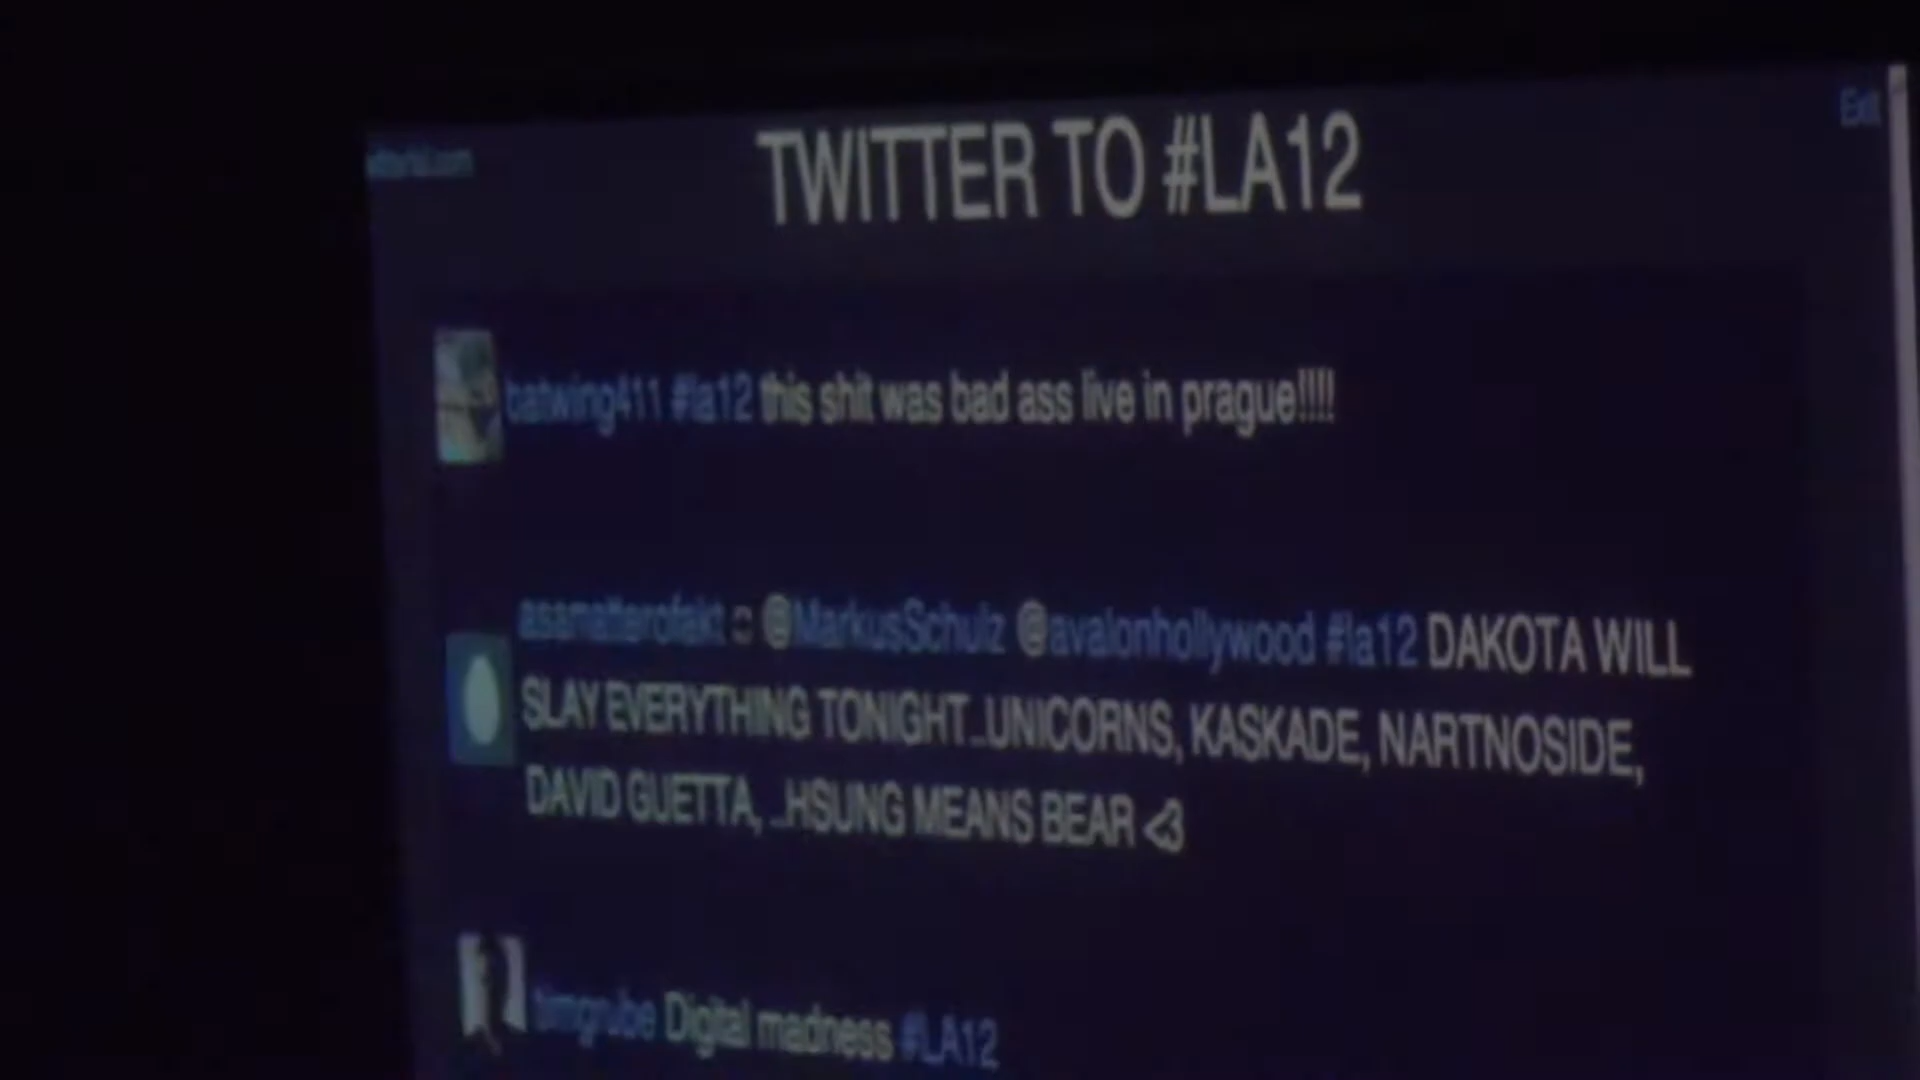 Exit
TWITTER TO #LA12
batwing411 #la12 this shit was bad ass live in prague!!!!
asamatterofakt @MarkusSchulz @avalonhollywood #la12 DAKOTA WILL
SLAY EVERYTHING TONIGHT...UNICORNS, KASKADE, NARTNOSIDE,
DAVID GUETTA, ...HSUNG MEANS BEAR <3
timgrube Digital madness #LA12